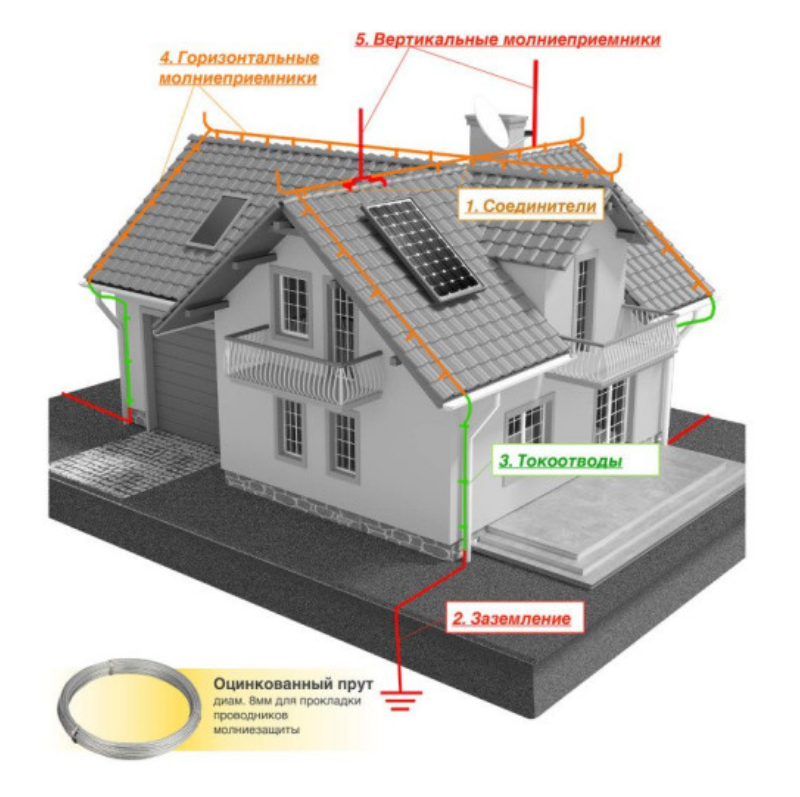 5. Вертикальные молниеприемники
4. Горизонтальные
молниеприемники
1. Соединители
3. Токоотводы
2. Заземление
Оцинкованный прут
диам. 8мм для прокладки
проводников
молниезащиты